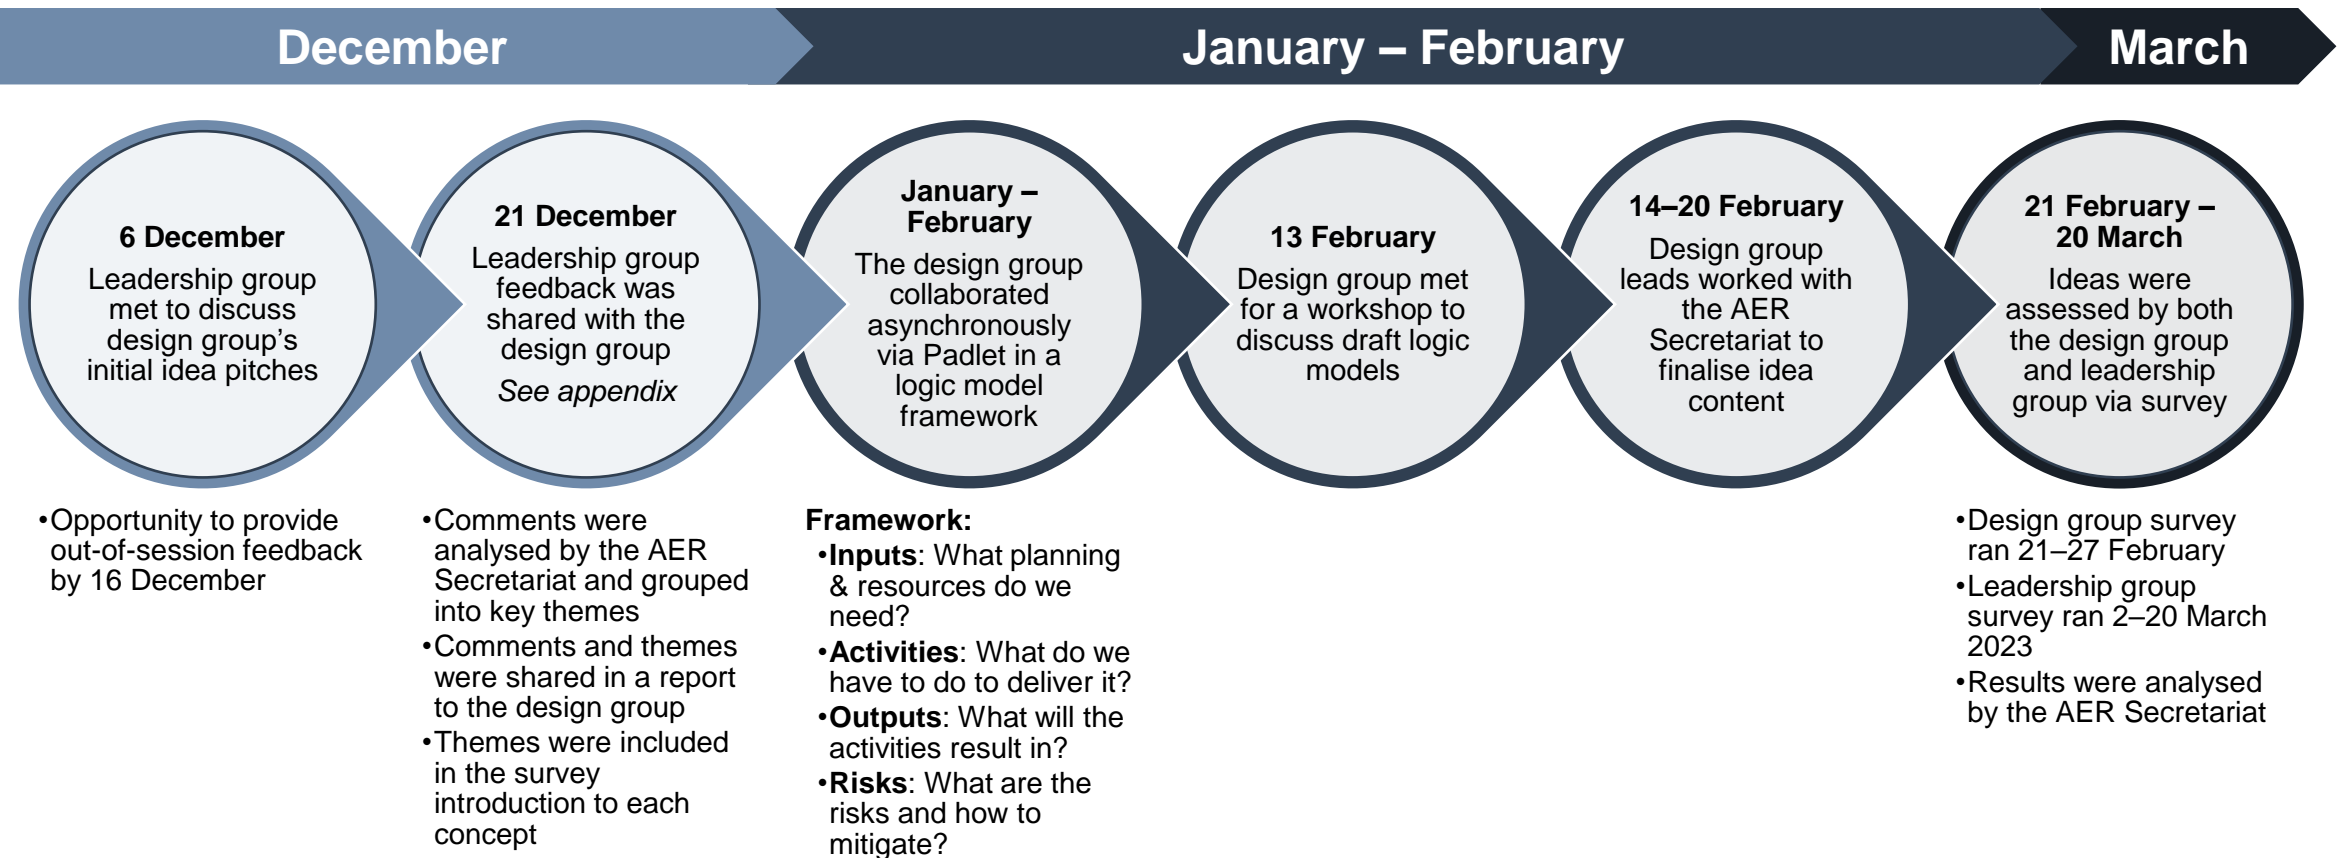 December
January – February
March
6 December
Leadership group
met to discuss
design group's
initial idea pitches
21 December
Leadership group
feedback was
shared with the
design group
See appendix
January –
February
The design group
collaborated
asynchronously
via Padlet in a
logic model
framework
13 February
Design group met
for a workshop to
discuss draft logic
models
14–20 February
Design group
leads worked with
the AER
Secretariat to
finalise idea
content
21 February –
20 March
Ideas were
assessed by both
the design group
and leadership
group via survey
•Opportunity to provide
out-of-session feedback
by 16 December
•Comments were
analysed by the AER
Secretariat and grouped
into key themes
•Comments and themes
were shared in a report
to the design group
•Themes were included
in the survey
introduction to each
concept
Framework:
•Inputs: What planning
& resources do we
need?
•Activities: What do we
have to do to deliver it?
•Outputs: What will the
activities result in?
•Risks: What are the
risks and how to
mitigate?
•Design group survey
ran 21–27 February
•Leadership group
survey ran 2–20 March
2023
•Results were analysed
by the AER Secretariat